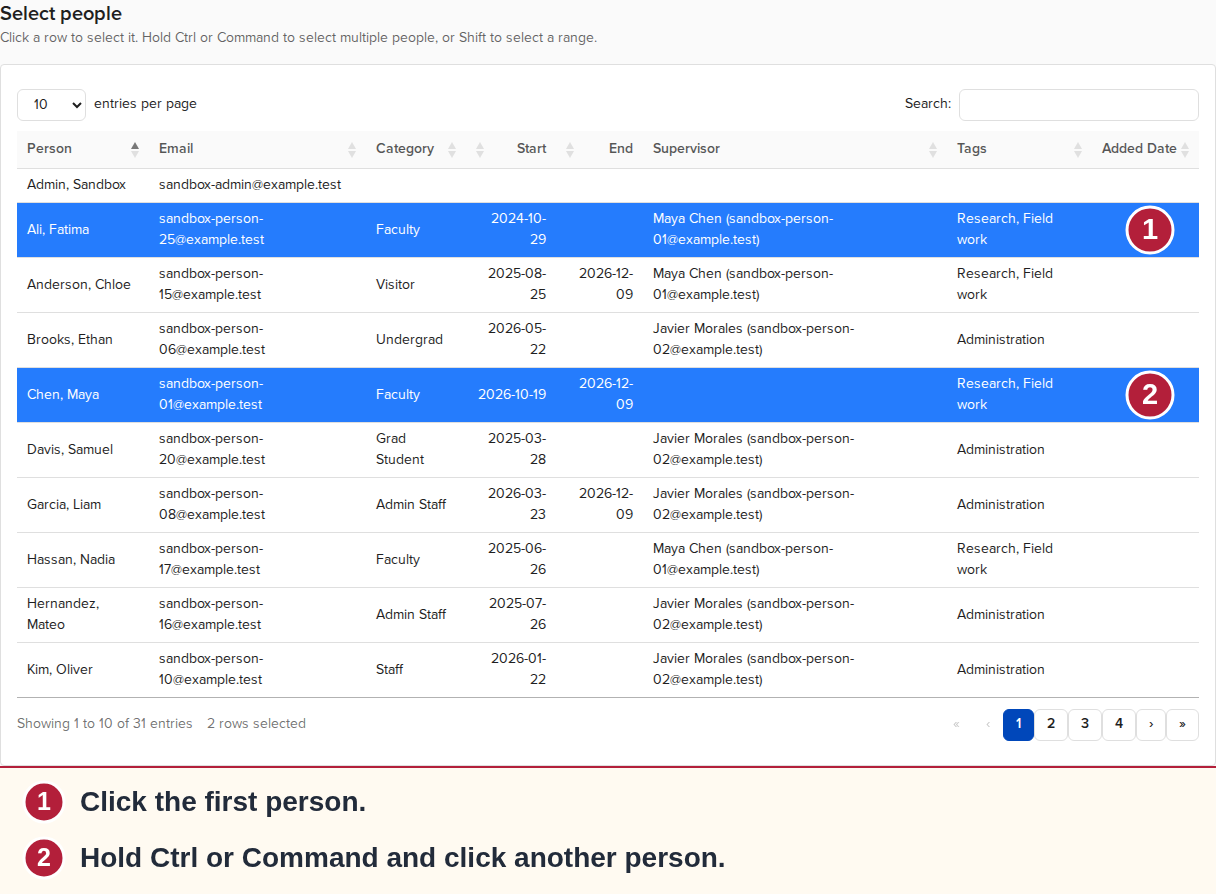 Select people
Click a row to select it. Hold Ctrl or Command to select multiple people, or Shift to select a range.
10 entries per page Search:
Person Email Category Start End Supervisor Tags Added Date
Admin, Sandbox sandbox-admin@example.test
sandbox-person- 2024-10- Maya Chen (sandbox-person- Research, Field
Ali, Fatima Faculty 1
25@example.test 29 01@example.test) work
sandbox-person- 2025-08- 2026-12- Maya Chen (sandbox-person- Research, Field
Anderson, Chloe Visitor
15@example.test 25 09 01@example.test) work
sandbox-person- 2026-05- Javier Morales (sandbox-person-
Brooks, Ethan Undergrad Administration
06@example.test 22 02@example.test)
sandbox-person- 2026-12- Research, Field
Chen, Maya Faculty 2026-10-19 2
01@example.test 09 work
sandbox-person- Grad 2025-03- Javier Morales (sandbox-person-
Davis, Samuel Administration
20@example.test Student 28 02@example.test)
sandbox-person- 2026-03- 2026-12- Javier Morales (sandbox-person-
Garcia, Liam Admin Staff Administration
08@example.test 23 09 02@example.test)
sandbox-person- 2025-06- Maya Chen (sandbox-person- Research, Field
Hassan, Nadia Faculty
17@example.test 26 01@example.test) work
Hernandez, sandbox-person- 2025-07- Javier Morales (sandbox-person-
Admin Staff Administration
Mateo 16@example.test 26 02@example.test)
sandbox-person- 2026-01- Javier Morales (sandbox-person-
Kim, Oliver Staff Administration
10@example.test 22 02@example.test)
Showing 1 to 10 of 31 entries 2 rows selected « ‹ 1 2 3 4 › »
1 Click the first person.
2 Hold Ctrl or Command and click another person.